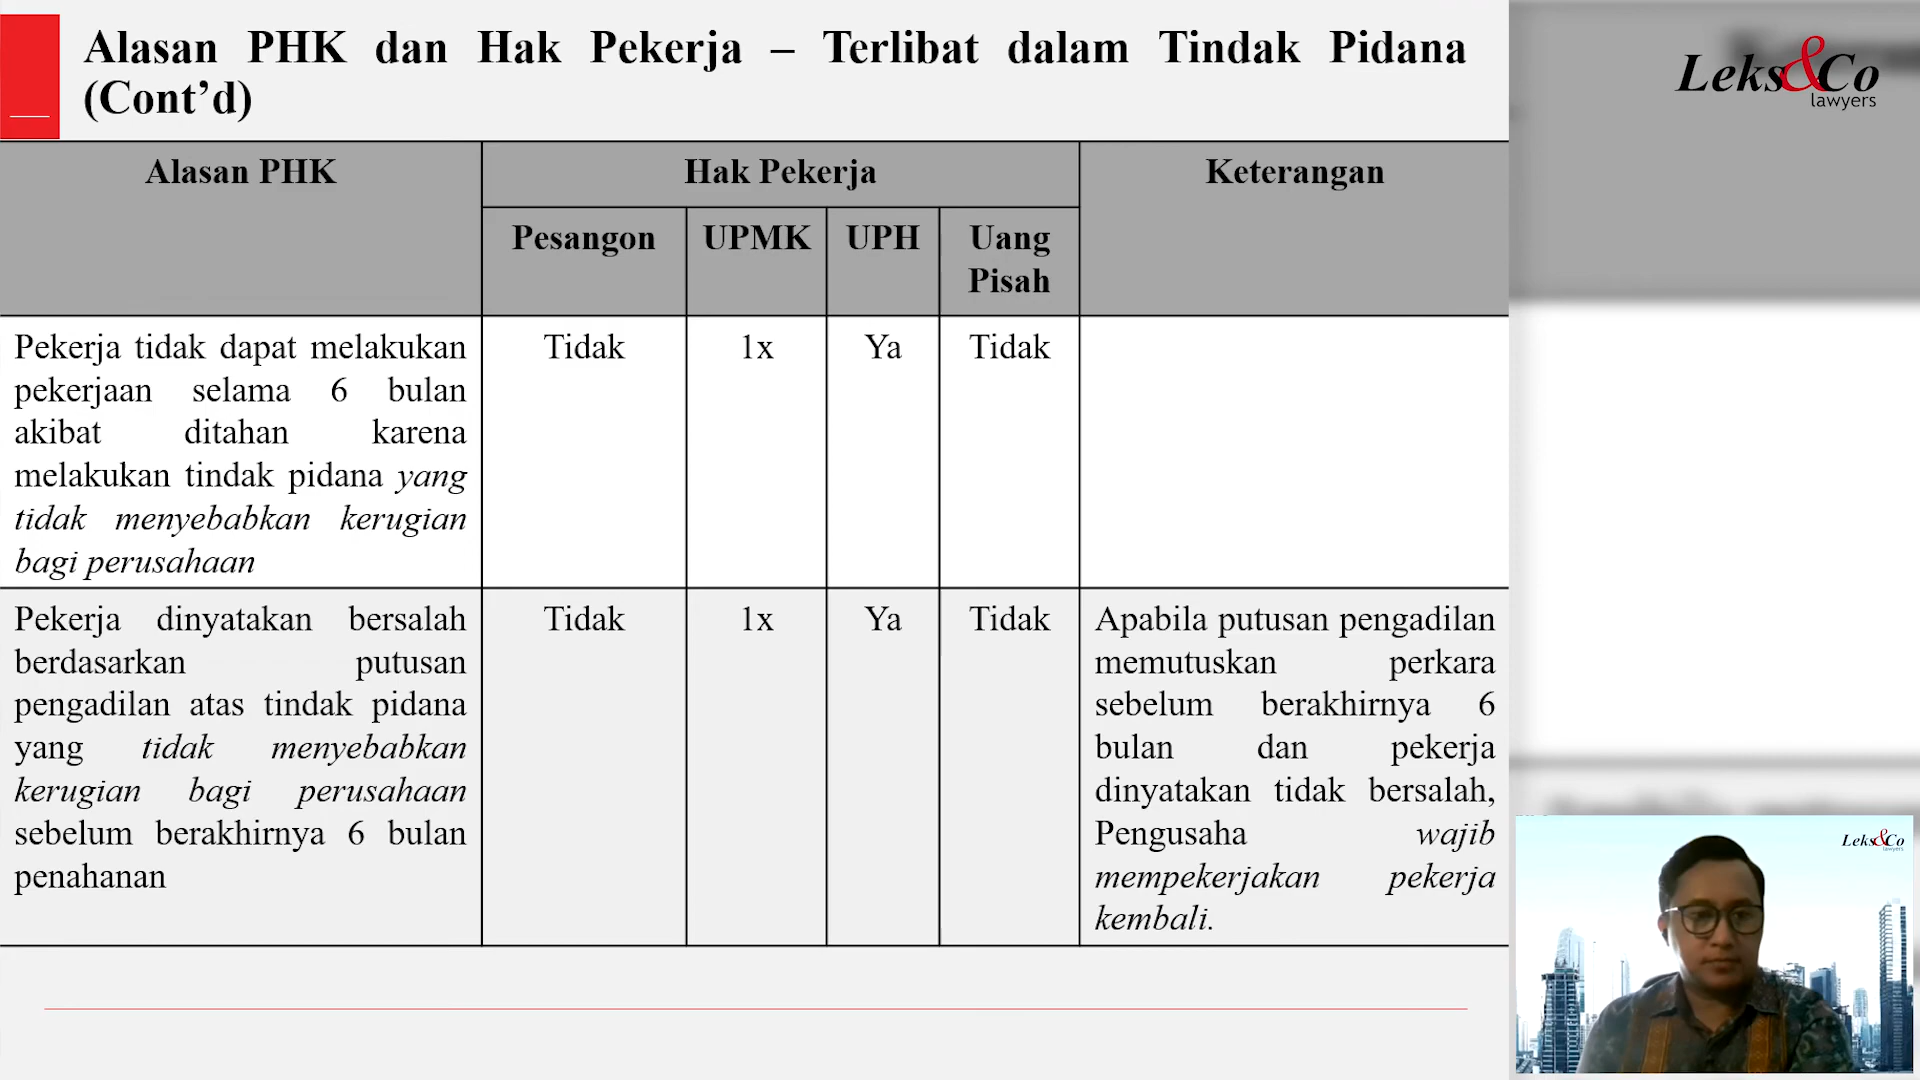 Alasan PHK dan Hak Pekerja – Terlibat dalam Tindak Pidana
(Cont’d)
Leks&Co
lawyers
Alasan PHK
Hak Pekerja
Keterangan
Pesangon
UPMK
UPH
Uang
Pisah
Pekerja tidak dapat melakukan
pekerjaan selama 6 bulan
akibat ditahan karena
melakukan tindak pidana yang
tidak menyebabkan kerugian
bagi perusahaan
Tidak
1x
Ya
Tidak
Pekerja dinyatakan bersalah
berdasarkan putusan
pengadilan atas tindak pidana
yang tidak menyebabkan
kerugian bagi perusahaan
sebelum berakhirnya 6 bulan
penahanan
Tidak
1x
Ya
Tidak
Apabila putusan pengadilan
memutuskan perkara
sebelum berakhirnya 6
bulan dan pekerja
dinyatakan tidak bersalah,
Pengusaha wajib
mempekerjakan pekerja
kembali.
Leks&Co
lawyers